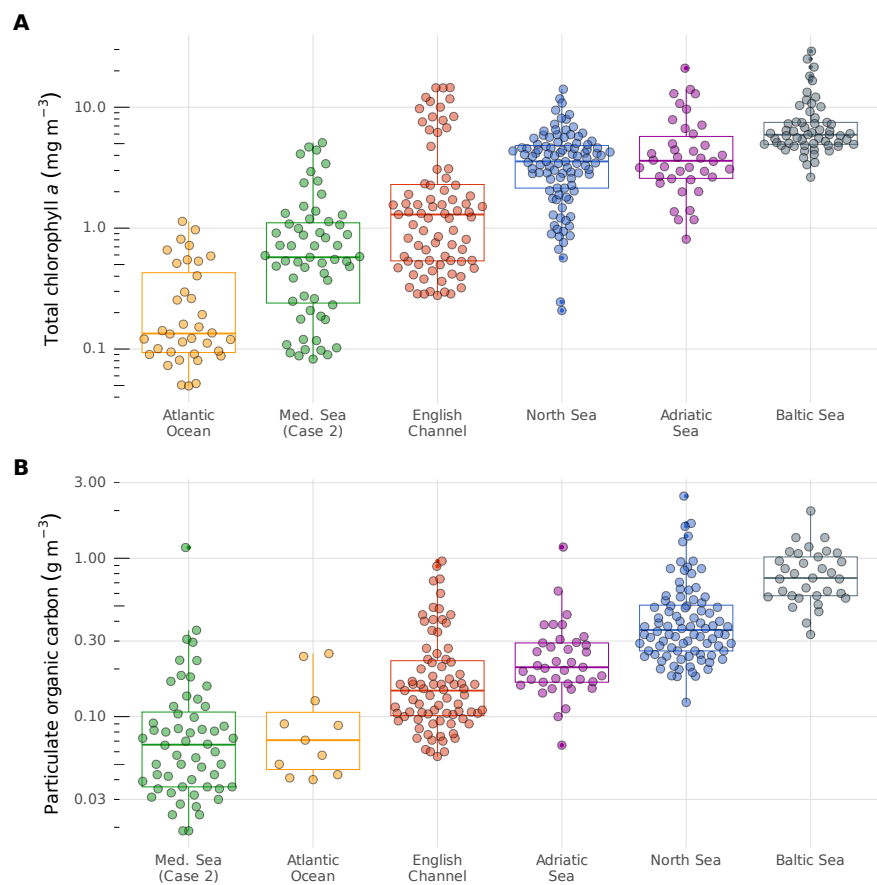 A
Total chlorophyll a (mg m⁻³)
10.0
1.0
0.1
Atlantic
Ocean
Med. Sea
(Case 2)
English
Channel
North Sea
Adriatic
Sea
Baltic Sea
B
Particulate organic carbon (g m⁻³)
3.00
1.00
0.30
0.10
0.03
Med. Sea
(Case 2)
Atlantic
Ocean
English
Channel
Adriatic
Sea
North Sea
Baltic Sea